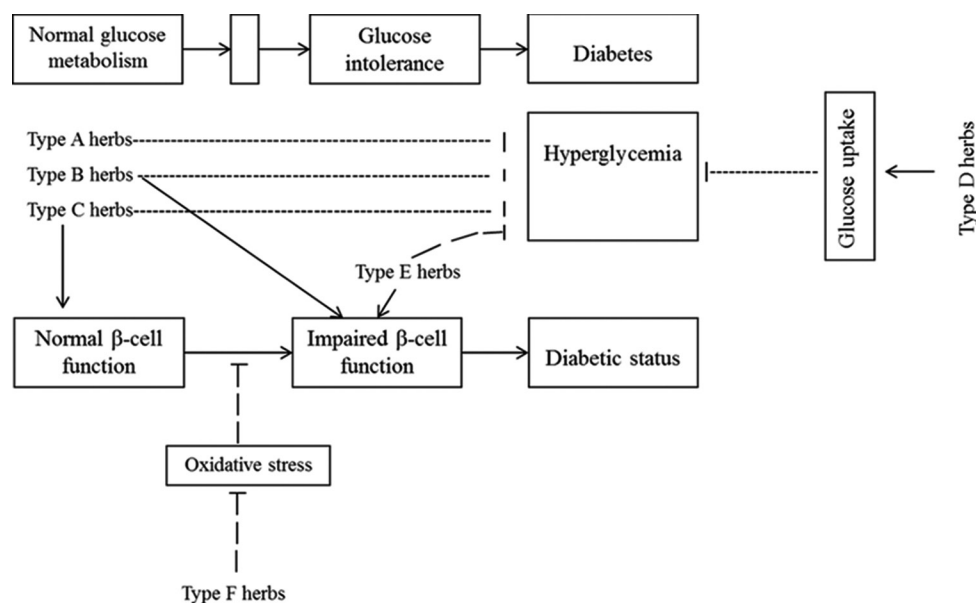 Normal glucose
metabolism
Glucose
intolerance
Diabetes
Type A herbs
Type B herbs
Type C herbs
Hyperglycemia
Glucose uptake
Type D herbs
Type E herbs
Normal β-cell
function
Impaired β-cell
function
Diabetic status
Oxidative stress
Type F herbs